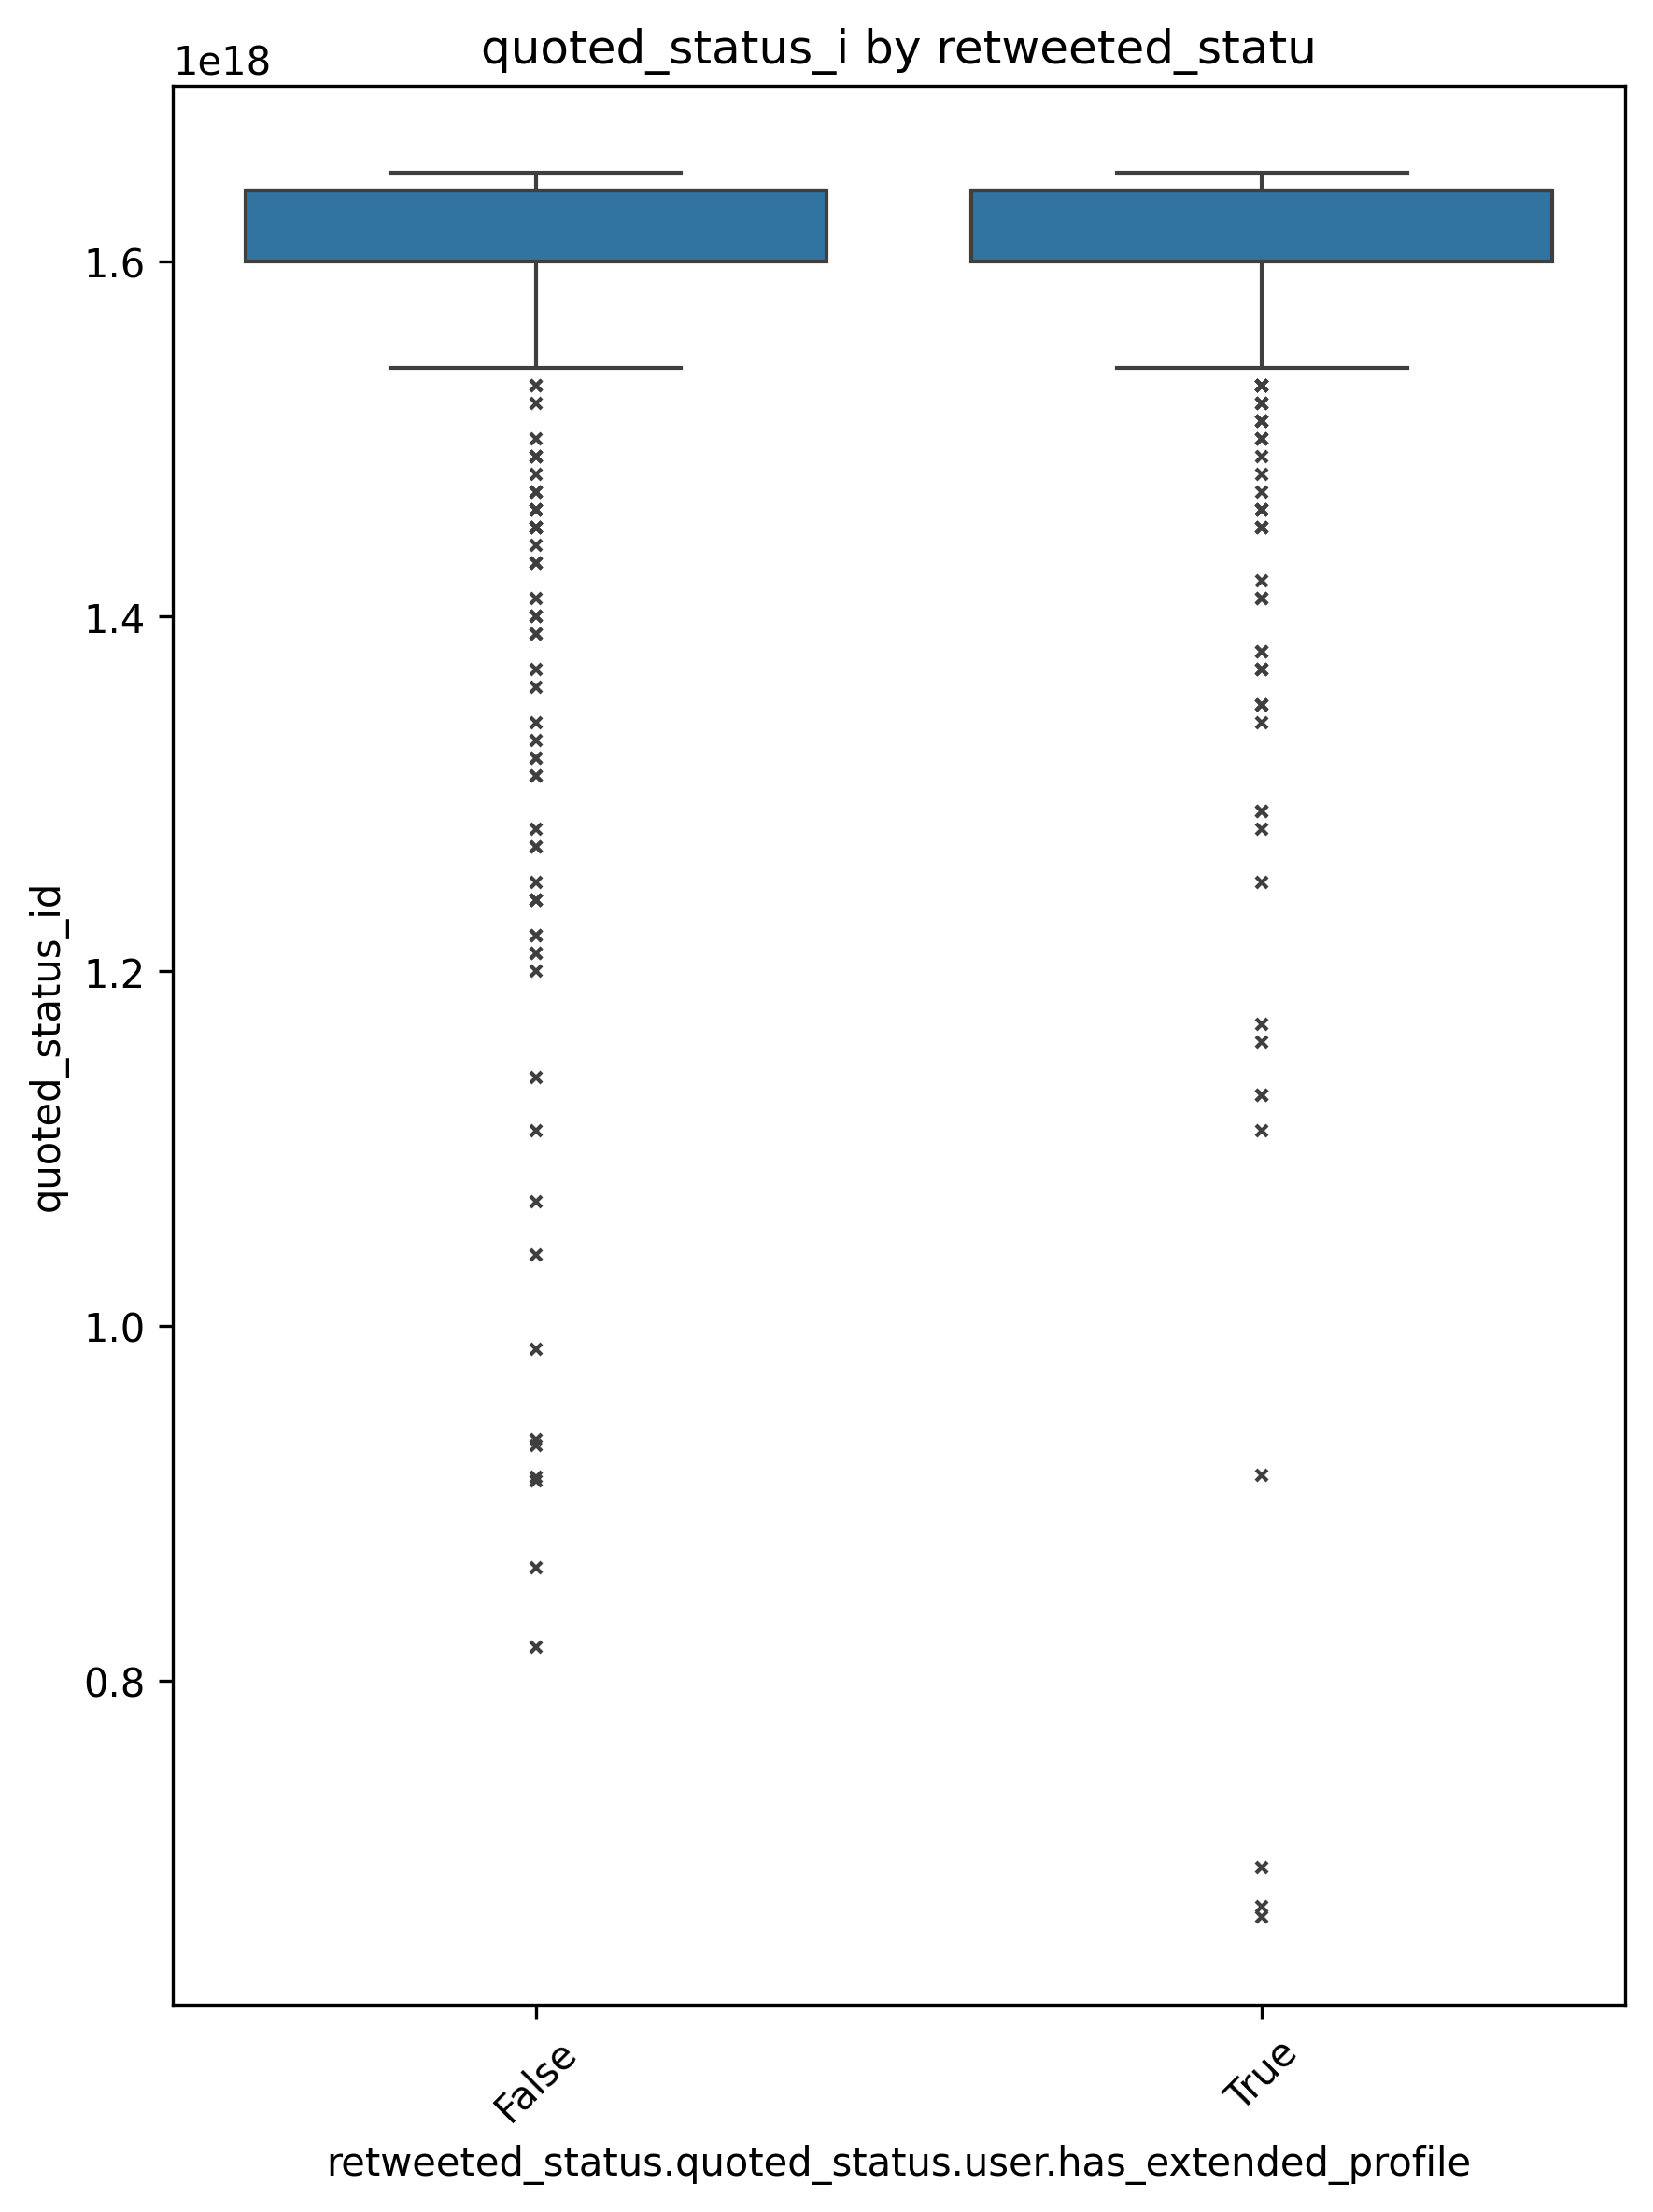 quoted_status_i by retweeted_statu
1e18
1.6
1.4
1.2
1.0
0.8
quoted_status_id
False
True
retweeted_status.quoted_status.user.has_extended_profile